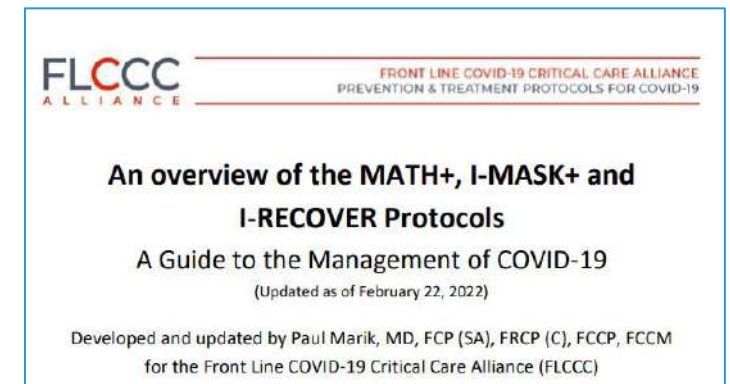 FLCCC
ALLIANCE
FRONT LINE COVID-19 CRITICAL CARE ALLIANCE
PREVENTION & TREATMENT PROTOCOLS FOR COVID-19
An overview of the MATH+, I-MASK+ and
I-RECOVER Protocols
A Guide to the Management of COVID-19
(Updated as of February 22, 2022)
Developed and updated by Paul Marik, MD, FCP (SA), FRCP (C), FCCP, FCCM
for the Front Line COVID-19 Critical Care Alliance (FLCCC)